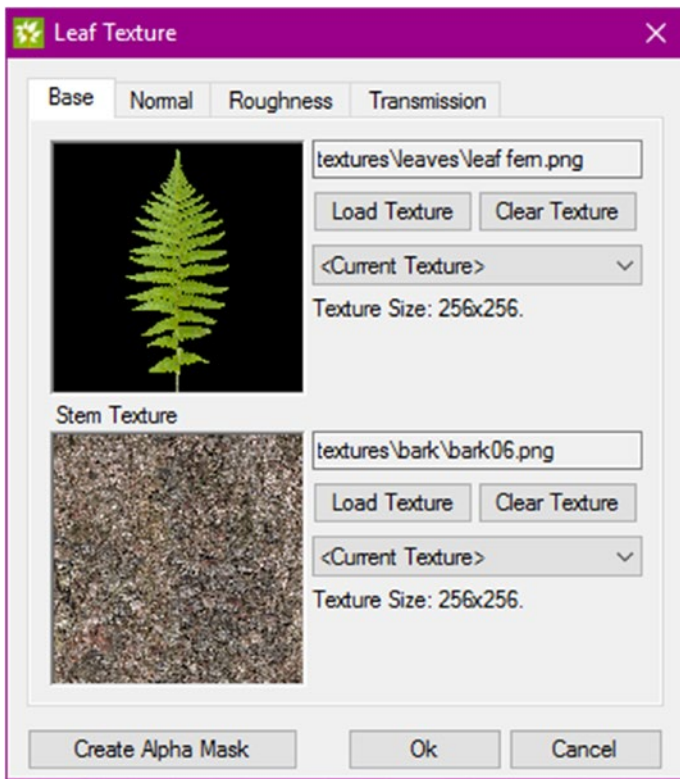 Leaf Texture
Base Normal Roughness Transmission
textures\leaves\leaf fern.png
Load Texture Clear Texture
<Current Texture>
Texture Size: 256x256.
Stem Texture
textures\bark\bark06.png
Load Texture Clear Texture
<Current Texture>
Texture Size: 256x256.
Create Alpha Mask Ok Cancel